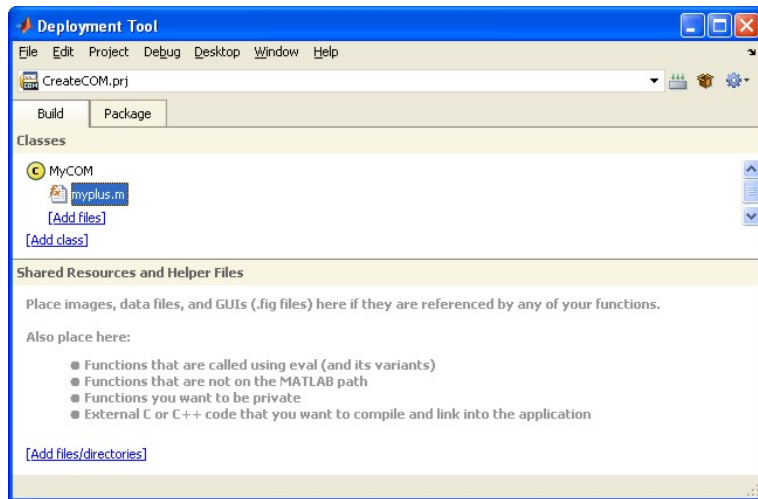 Deployment Tool
File Edit Project Debug Desktop Window Help
CreateCOM.prj
Build Package
Classes
C MyCOM
fx myplus.m
[Add files]
[Add class]
Shared Resources and Helper Files
Place images, data files, and GUIs (.fig files) here if they are referenced by any of your functions.
Also place here:
Functions that are called using eval (and its variants)
Functions that are not on the MATLAB path
Functions you want to be private
External C or C++ code that you want to compile and link into the application
[Add files/directories]